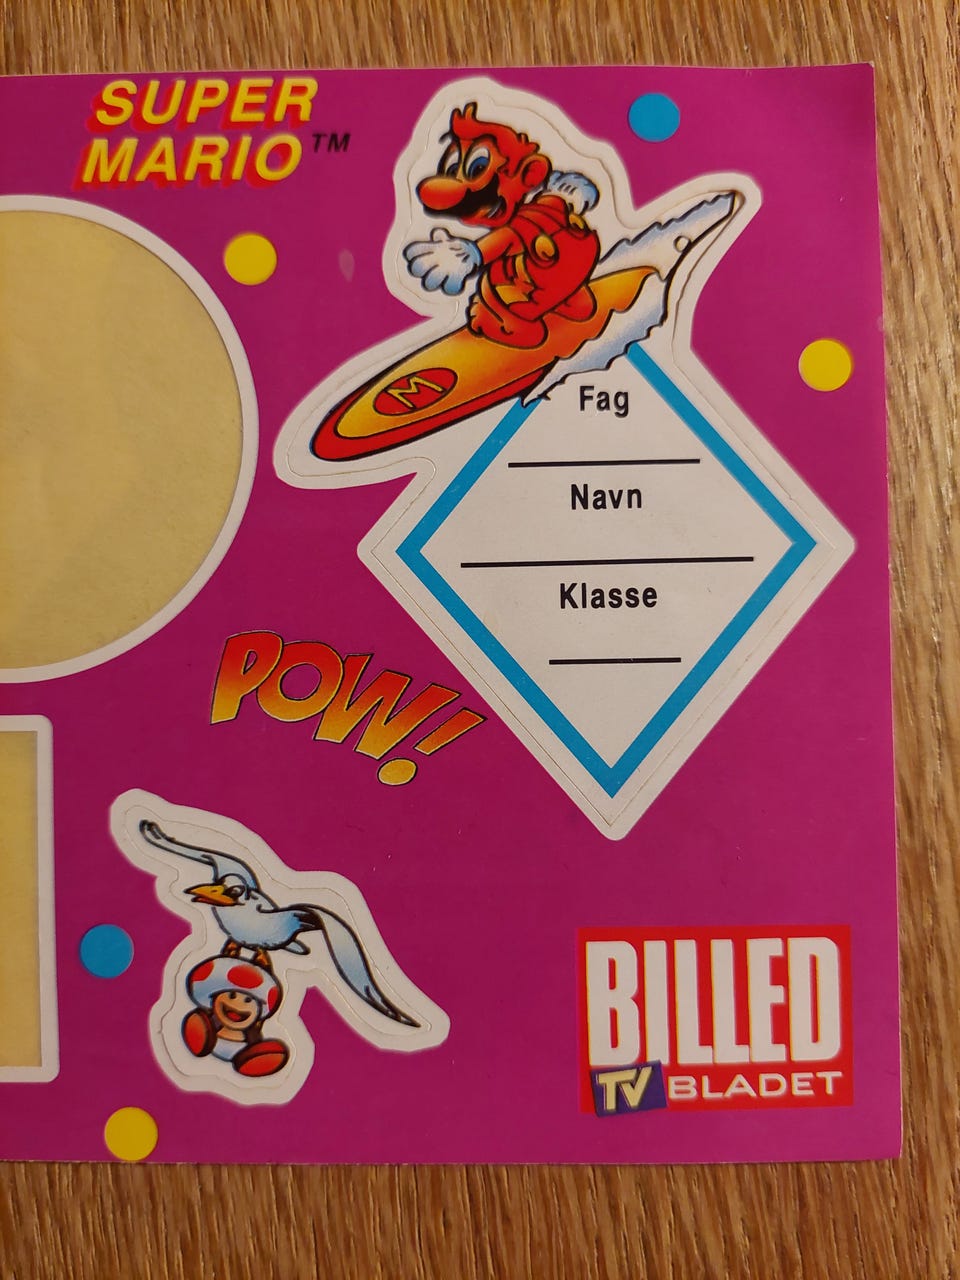 SUPER
MARIO™
M
Fag
Navn
Klasse
POW!
BILLED
TV BLADET